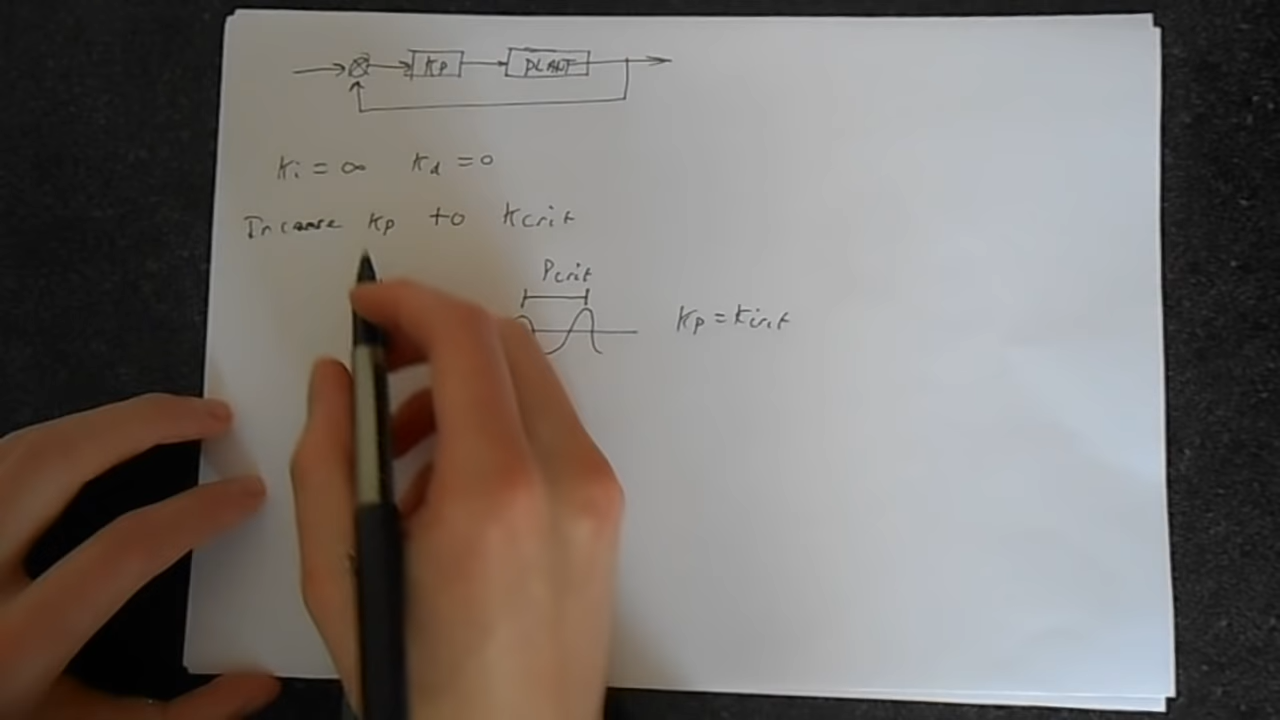 Kp PLANT
Ki = ∞ Kd = 0
Increase Kp to Kcrit
Pcrit
Kp = Kcrit